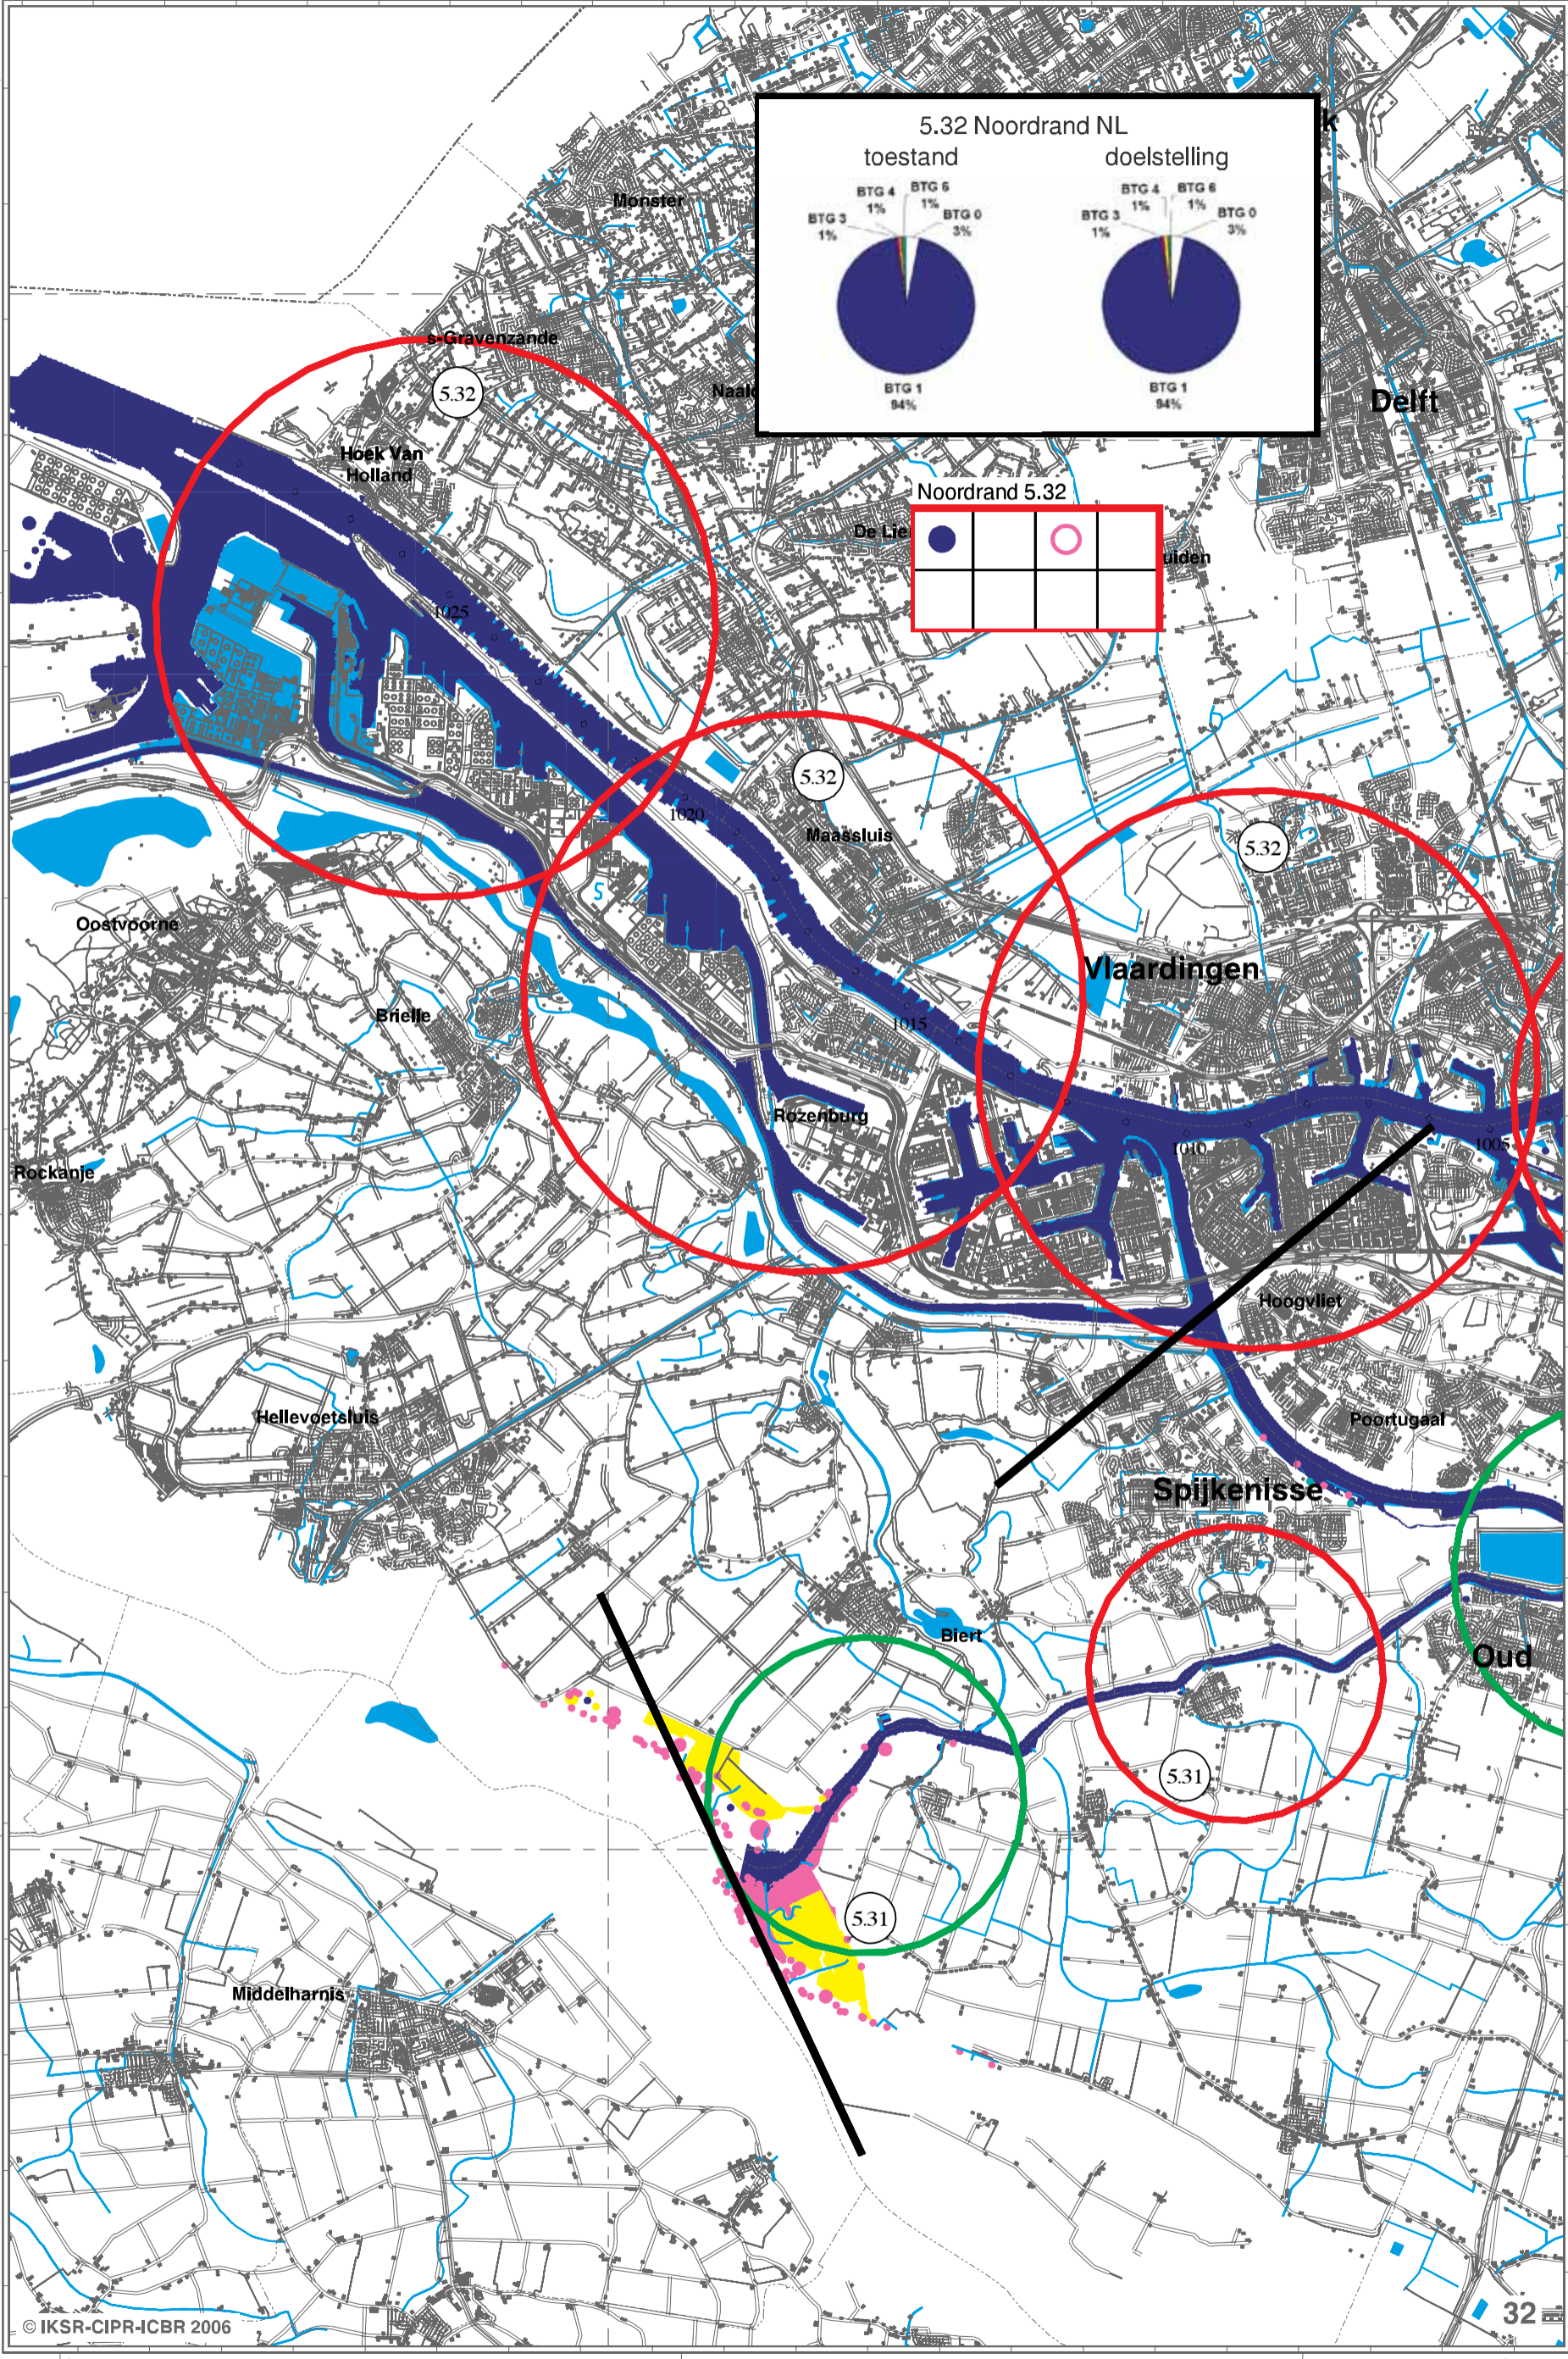 k
5.32 Noordrand NL
toestand
doelstelling
BTG 3
1%
BTG 4
1%
BTG 6
1%
BTG 0
3%
BTG 1
94%
BTG 3
1%
BTG 4
1%
BTG 6
1%
BTG 0
3%
BTG 1
94%
Monster
s-Gravenzande
5.32
Naald
Delft
Hoek Van
Holland
Noordrand 5.32
De Lie
uiden
1025
5.32
1020
Maassluis
5.32
Oostvoorne
Vlaardingen
Brielle
1015
Rozenburg
1010
1005
Rockanje
Hoogvliet
Hellevoetsluis
Poortugaal
Spijkenisse
Biert
Oud
5.31
5.31
Middelharnis
© IKSR-CIPR-ICBR 2006
32